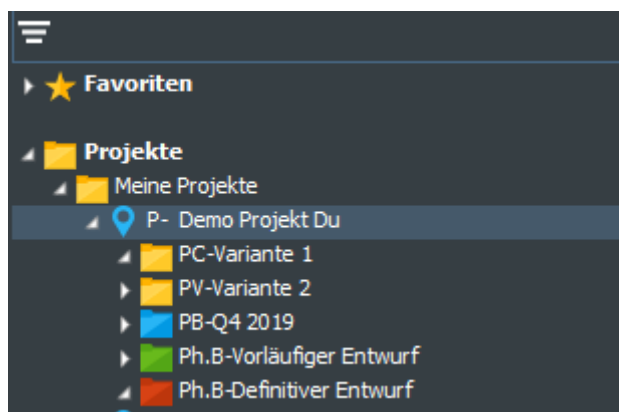 Favoriten
Projekte
Meine Projekte
P- Demo Projekt Du
PC-Variante 1
PV-Variante 2
PB-Q4 2019
Ph.B-Vorläufiger Entwurf
Ph.B-Definitiver Entwurf